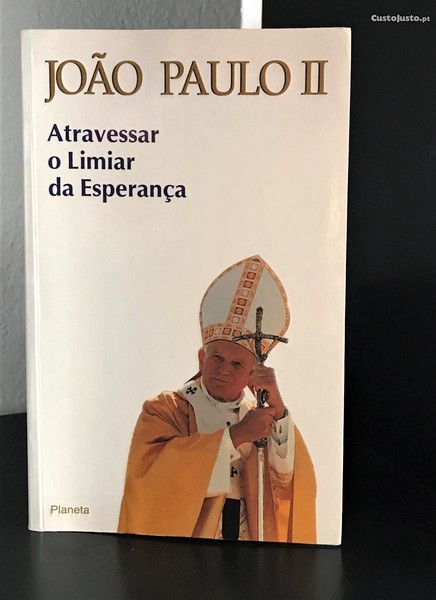 CustoJusto.pt
JOÃO PAULO II
Atravessar
o Limiar
da Esperança
Planeta